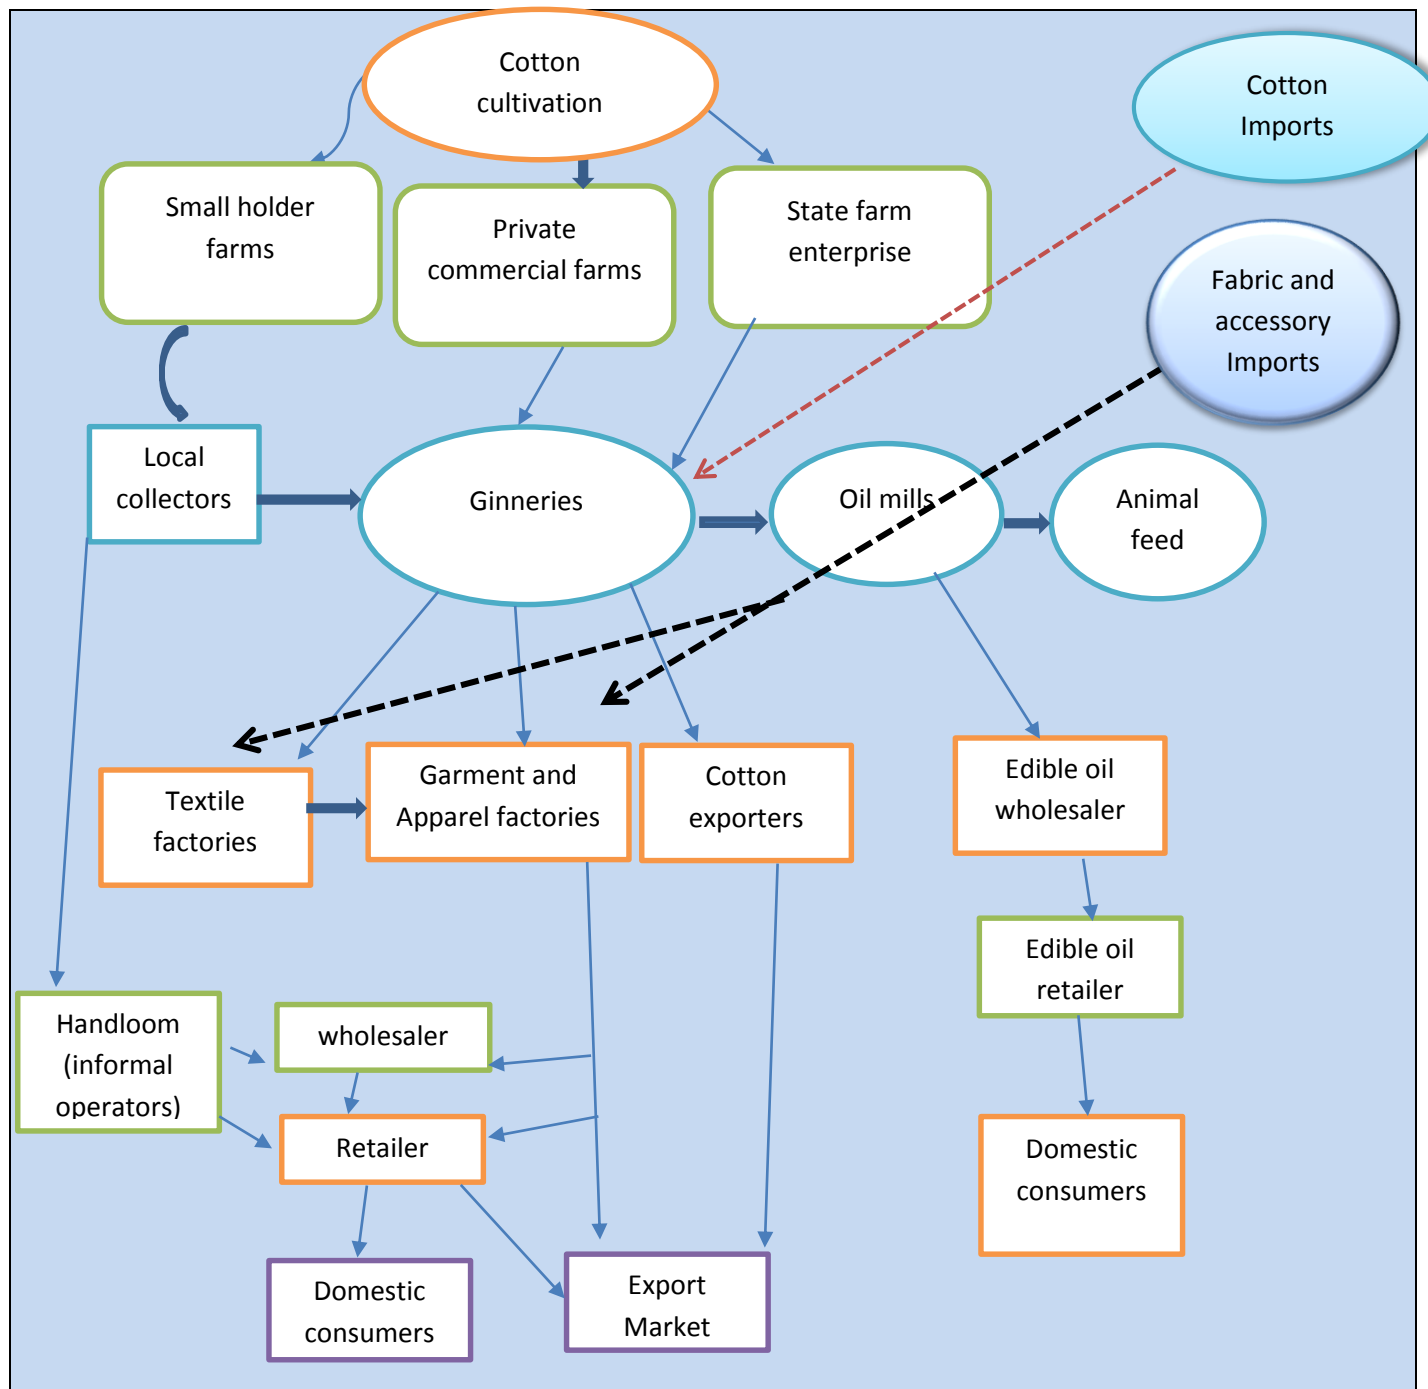 Cotton
cultivation
Cotton
Imports
Small holder
farms
Private
commercial farms
State farm
enterprise
Fabric and
accessory
Imports
Local
collectors
Ginneries
Oil mills
Animal
feed
Textile
factories
Garment and
Apparel factories
Cotton
exporters
Edible oil
wholesaler
Edible oil
retailer
Handloom
(informal
operators)
wholesaler
Retailer
Domestic
consumers
Domestic
consumers
Export
Market